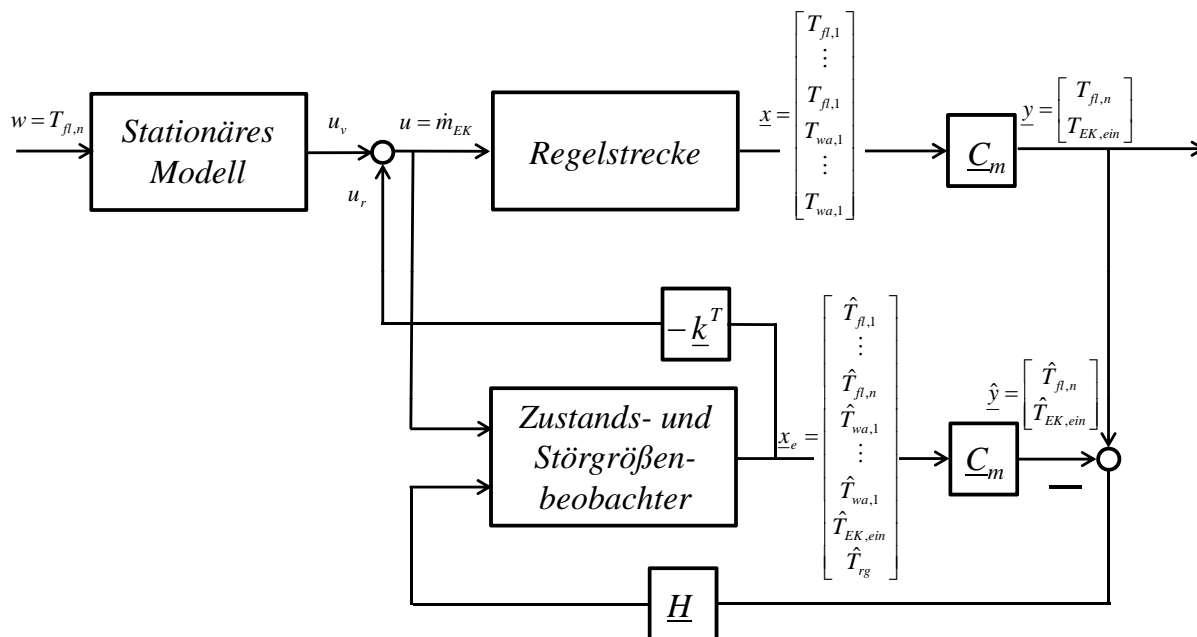 w = T_{fl,n}
Stationäres
Modell
u_v
u_r
u = ṁ_{EK}
Regelstrecke
x =
T_{fl,1}
⋮
T_{fl,1}
T_{wa,1}
⋮
T_{wa,1}
C_m
y =
T_{fl,n}
T_{EK,ein}
−k^T
Zustands- und
Störgrößen-
beobachter
x_e =
T̂_{fl,1}
⋮
T̂_{fl,n}
T̂_{wa,1}
⋮
T̂_{wa,1}
T̂_{EK,ein}
T̂_{rg}
C_m
ŷ =
T̂_{fl,n}
T̂_{EK,ein}
−
H